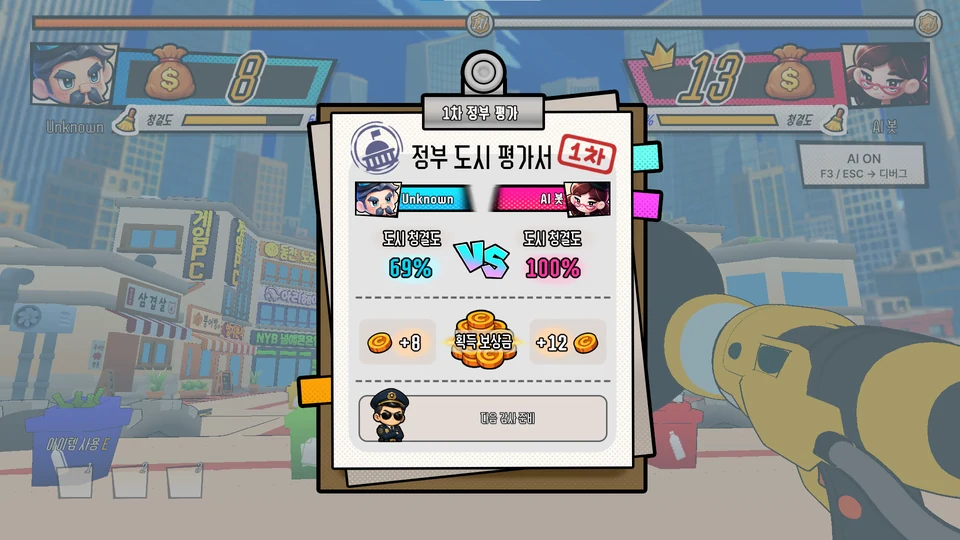 8
13
Unknown
청결도
청결도
AI 봇
AI ON
F3 / ESC → 디버그
1차 정부 평가
정부 도시 평가서
1차
Unknown
AI 봇
도시 청결도
VS
도시 청결도
69%
100%
+8
획득 보상금
+12
다음 감사 준비
게임PC
삼겹살
아이템 사용 E